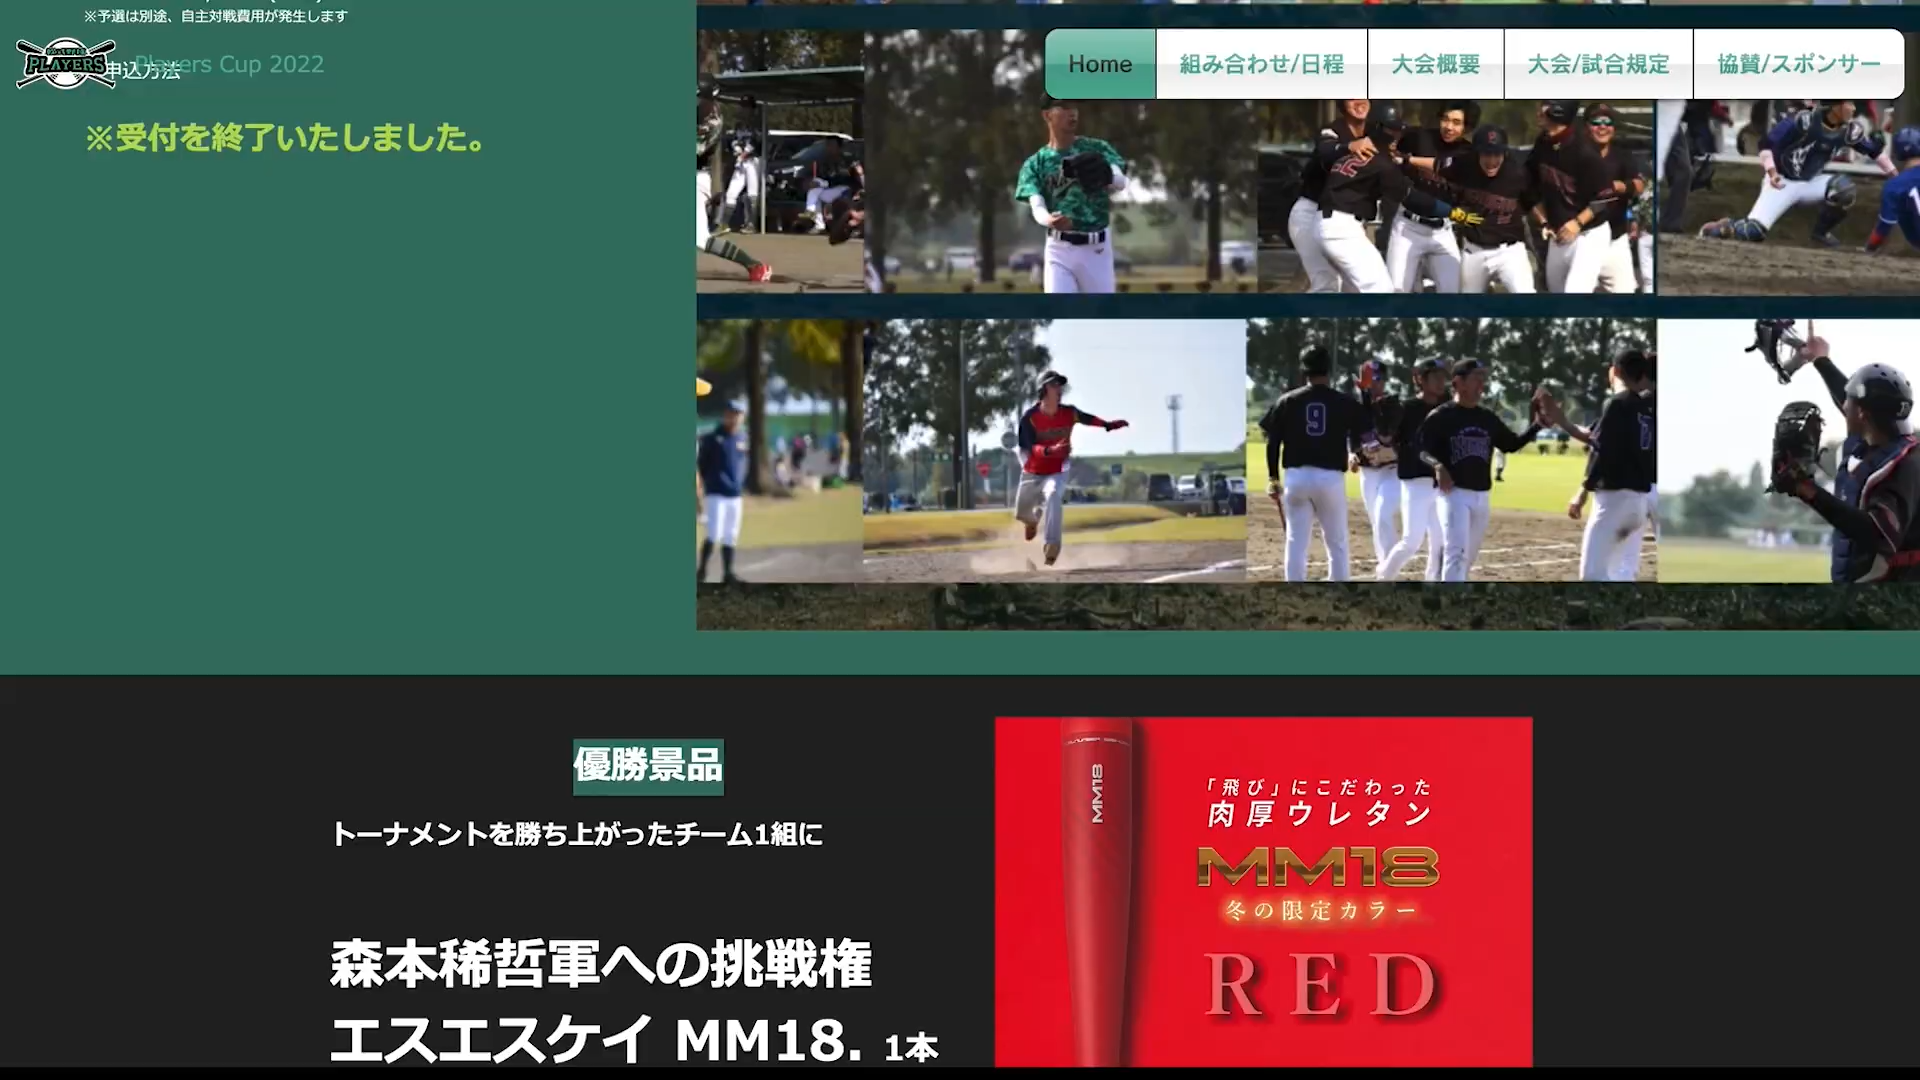 ※予選は別途、自主対戦費用が発生します
PLAYERS
Players Cup 2022
申込方法
Home
組み合わせ/日程
大会概要
大会/試合規定
協賛/スポンサー
※受付を終了いたしました。
9
優勝景品
トーナメントを勝ち上がったチーム1組に
森本稀哲軍への挑戦権
エスエスケイ MM18. 1本
MM18
「飛び」にこだわった
肉厚ウレタン
MM18
冬の限定カラー
RED